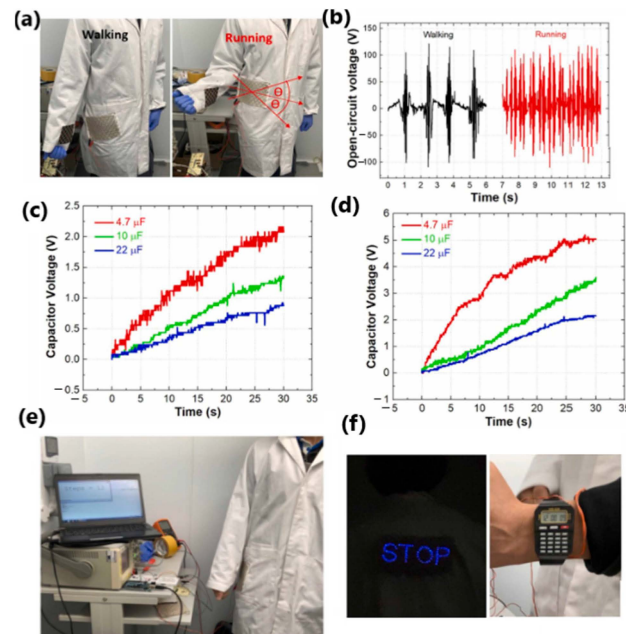 (a)
Walking
Running
Θ
Θ
(b)
Open-circuit voltage (V)
150
100
50
0
−50
−100
Walking
Running
0 1 2 3 4 5 6 7 8 9 10 11 12 13
Time (s)
(c)
Capacitor Voltage (V)
2.5
2.0
1.5
1.0
0.5
0.0
−0.5
4.7 μF
10 μF
22 μF
−5 0 5 10 15 20 25 30 35
Time (s)
(d)
Capacitor Voltage (V)
6
5
4
3
2
1
0
−1
4.7 μF
10 μF
22 μF
−5 0 5 10 15 20 25 30 35
Time (s)
(e)
(f)
STOP